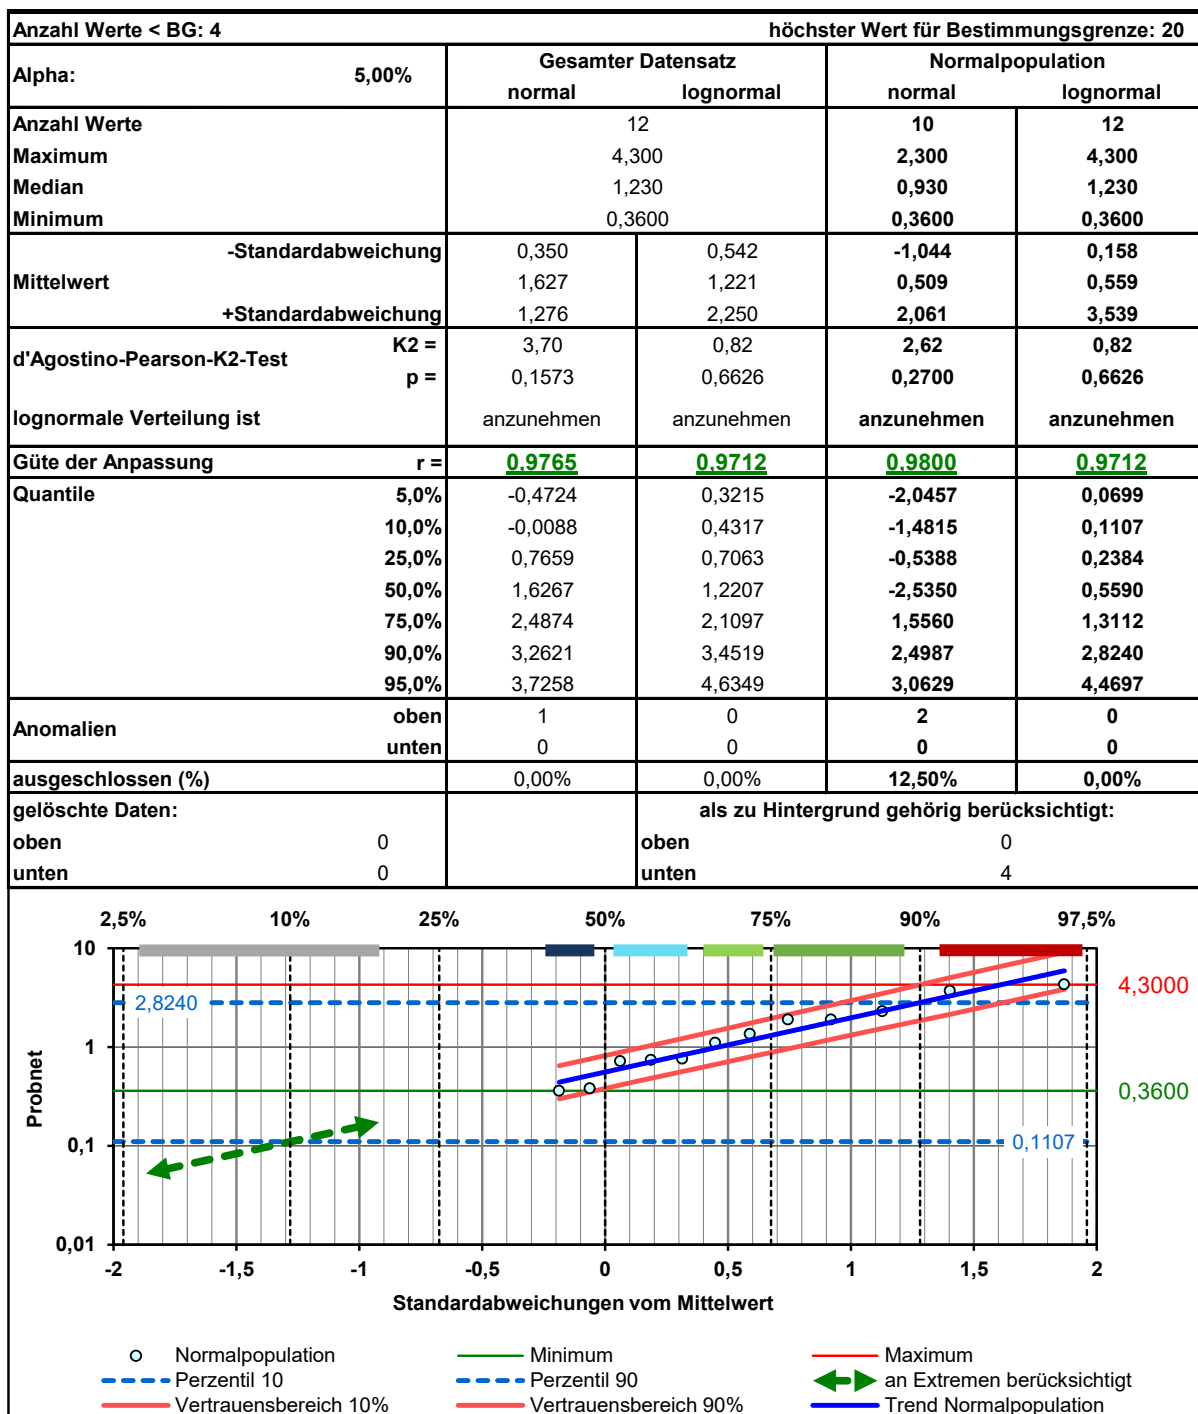 Anzahl Werte < BG: 4 höchster Wert für Bestimmungsgrenze: 20
Alpha: 5,00% Gesamter Datensatz Normalpopulation
normal lognormal normal lognormal
Anzahl Werte 12 10 12
Maximum 4,300 2,300 4,300
Median 1,230 0,930 1,230
Minimum 0,3600 0,3600 0,3600
-Standardabweichung 0,350 0,542 -1,044 0,158
Mittelwert 1,627 1,221 0,509 0,559
+Standardabweichung 1,276 2,250 2,061 3,539
d'Agostino-Pearson-K2-Test K2 = 3,70 0,82 2,62 0,82
p = 0,1573 0,6626 0,2700 0,6626
lognormale Verteilung ist anzunehmen anzunehmen anzunehmen anzunehmen
Güte der Anpassung r = 0,9765 0,9712 0,9800 0,9712
Quantile 5,0% -0,4724 0,3215 -2,0457 0,0699
10,0% -0,0088 0,4317 -1,4815 0,1107
25,0% 0,7659 0,7063 -0,5388 0,2384
50,0% 1,6267 1,2207 -2,5350 0,5590
75,0% 2,4874 2,1097 1,5560 1,3112
90,0% 3,2621 3,4519 2,4987 2,8240
95,0% 3,7258 4,6349 3,0629 4,4697
Anomalien oben 1 0 2 0
unten 0 0 0 0
ausgeschlossen (%) 0,00% 0,00% 12,50% 0,00%
gelöschte Daten: als zu Hintergrund gehörig berücksichtigt:
oben 0 oben 0
unten 0 unten 4
2,5% 10% 25% 50% 75% 90% 97,5%
10
2,8240 4,3000
1
0,3600
0,1 0,1107
0,01
Probnet
-2 -1,5 -1 -0,5 0 0,5 1 1,5 2
Standardabweichungen vom Mittelwert
Normalpopulation Minimum Maximum
Perzentil 10 Perzentil 90 an Extremen berücksichtigt
Vertrauensbereich 10% Vertrauensbereich 90% Trend Normalpopulation